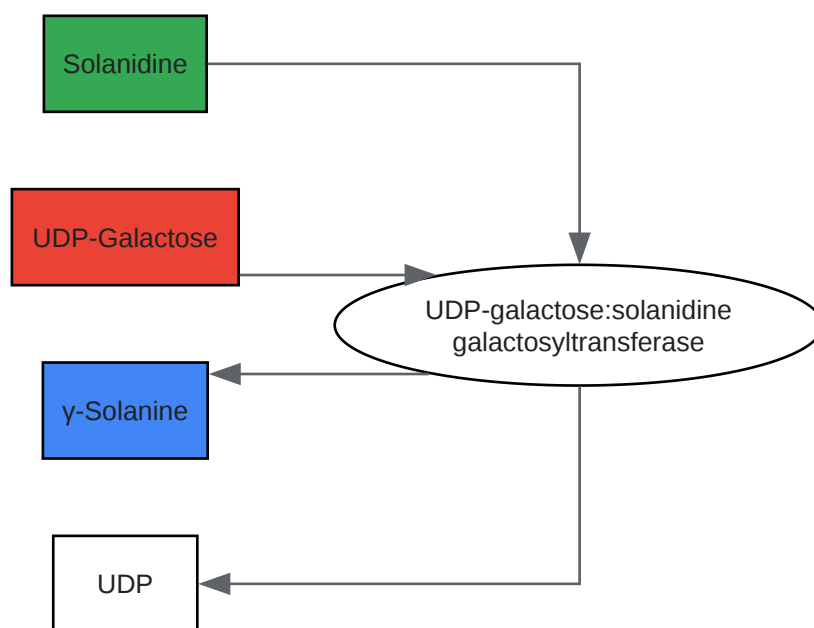 Solanidine
UDP-Galactose
UDP-galactose:solanidine
galactosyltransferase
γ-Solanine
UDP